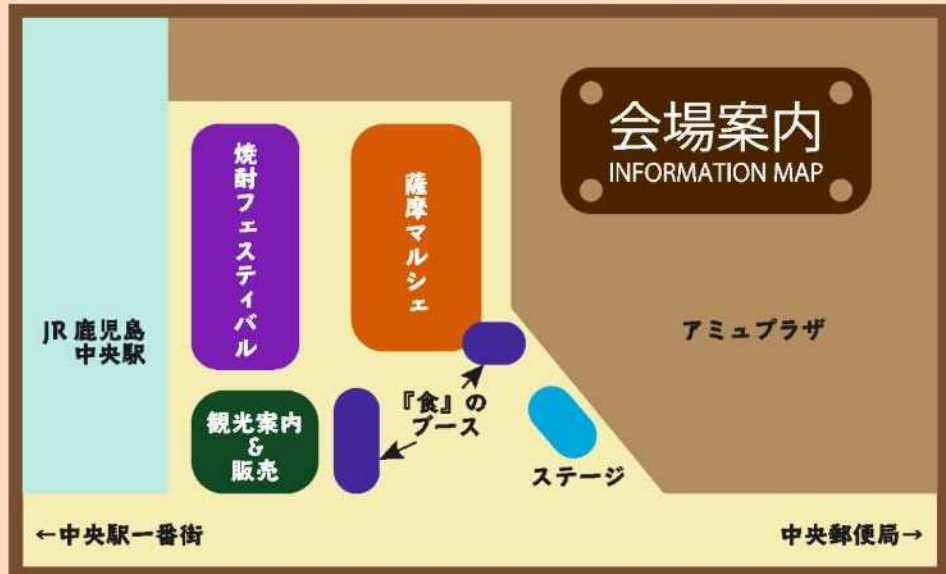 会場案内
INFORMATION MAP
焼酎フェスティバル
薩摩マルシェ
JR 鹿児島
中央駅
アミュプラザ
『食』の
ブース
観光案内
&
販売
ステージ
←中央駅一番街
中央郵便局→